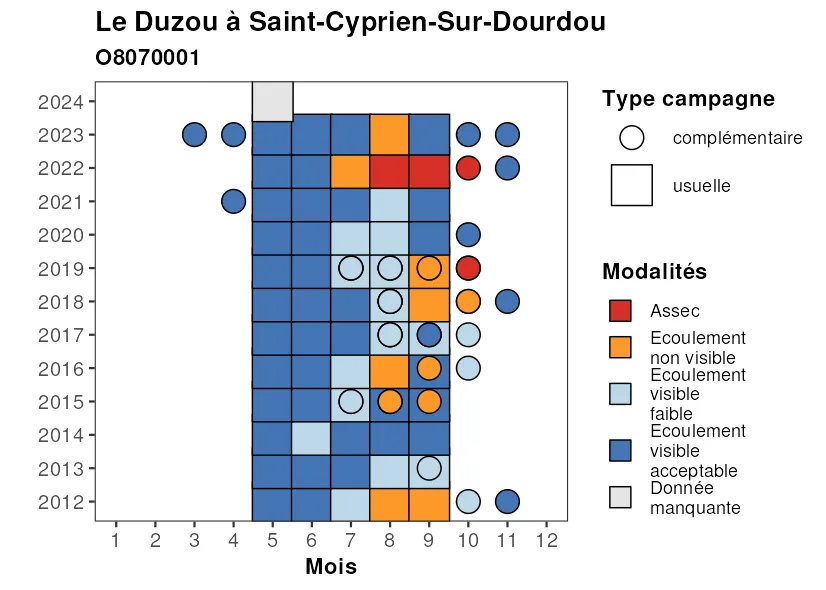 Le Duzou à Saint-Cyprien-Sur-Dourdou
O8070001
2024
2023
2022
2021
2020
2019
2018
2017
2016
2015
2014
2013
2012
1 2 3 4 5 6 7 8 9 10 11 12
Mois
Type campagne
complémentaire
usuelle
Modalités
Assec
Ecoulement
non visible
Ecoulement
visible
faible
Ecoulement
visible
acceptable
Donnée
manquante